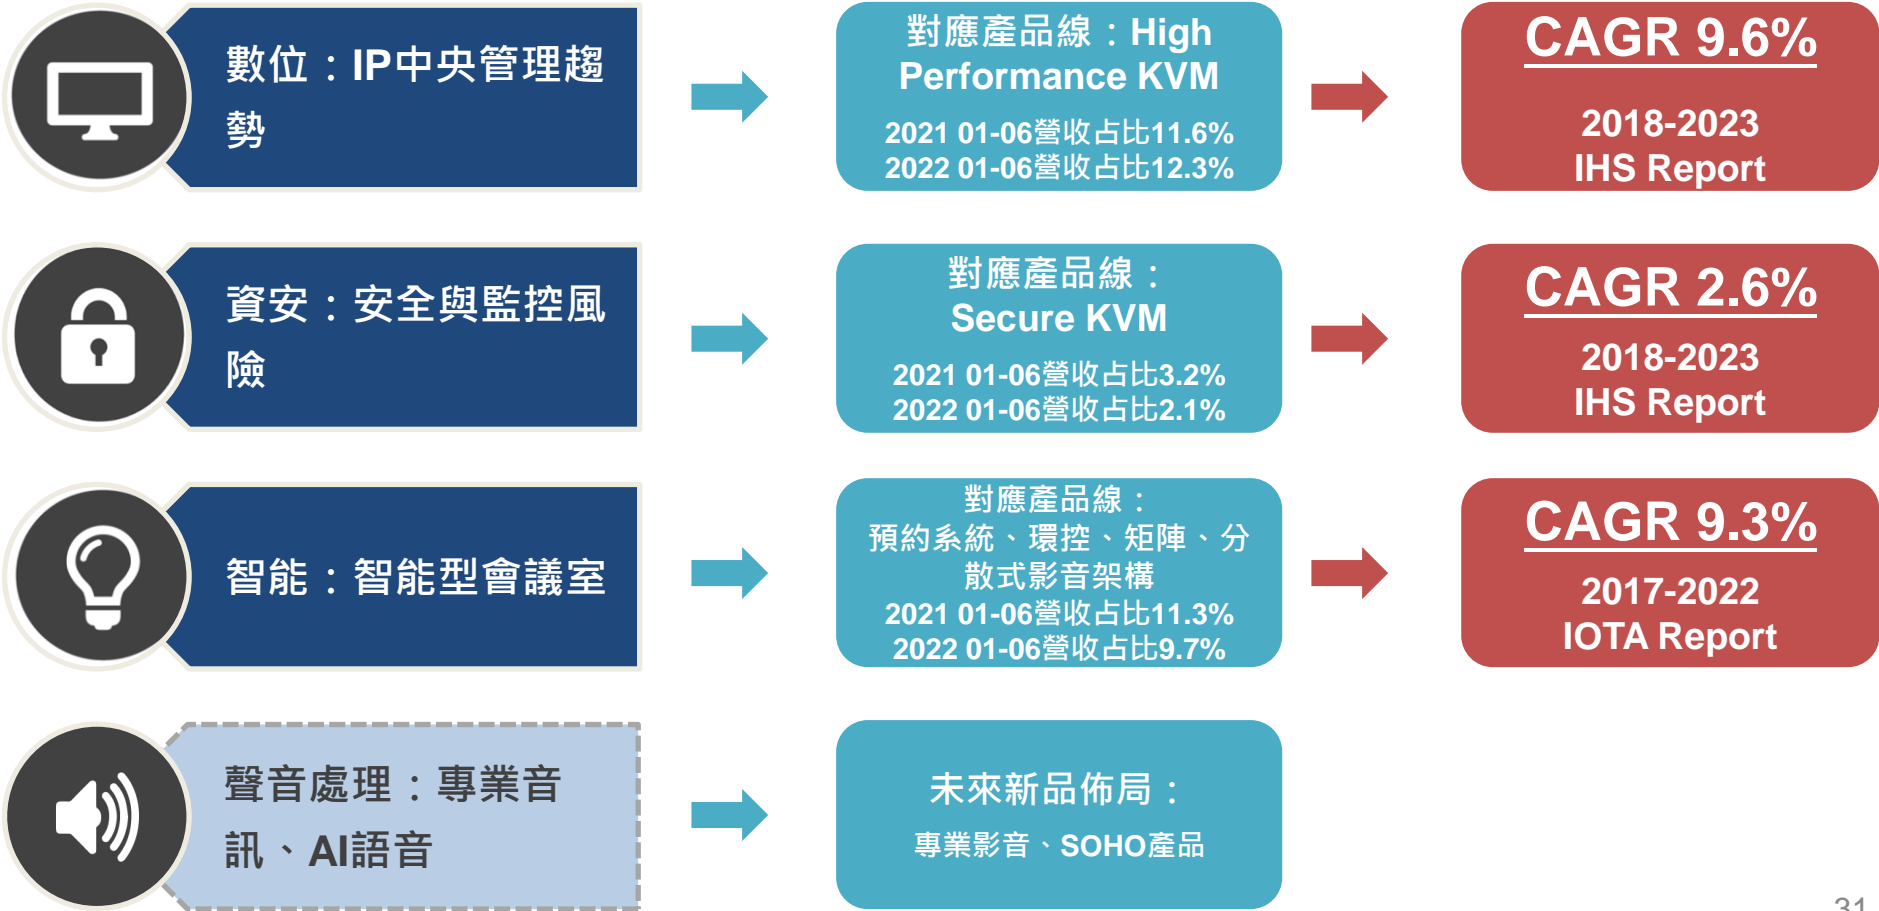 數位：IP中央管理趨
勢
對應產品線：High
Performance KVM
2021 01-06營收占比11.6%
2022 01-06營收占比12.3%
CAGR 9.6%
2018-2023
IHS Report
資安：安全與監控風
險
對應產品線：
Secure KVM
2021 01-06營收占比3.2%
2022 01-06營收占比2.1%
CAGR 2.6%
2018-2023
IHS Report
智能：智能型會議室
對應產品線：
預約系統、環控、矩陣、分
散式影音架構
2021 01-06營收占比11.3%
2022 01-06營收占比9.7%
CAGR 9.3%
2017-2022
IOTA Report
聲音處理：專業音
訊、AI語音
未來新品佈局：
專業影音、SOHO產品
31